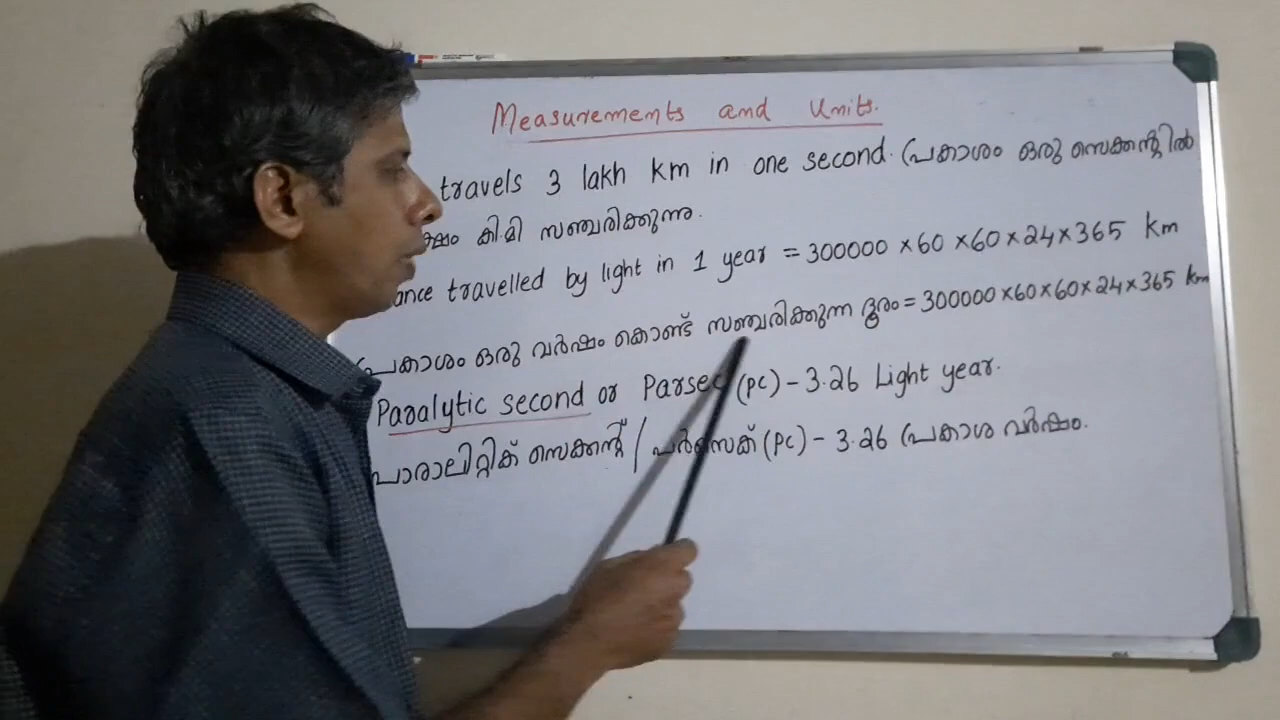 Measurements and Units.
travels 3 lakh km in one second. (പ്രകാശം ഒരു സെക്കന്റിൽ
കി.മി സഞ്ചരിക്കുന്നു.
travelled by light in 1 year = 300000 × 60 × 60 × 24 × 365 km
പ്രകാശം ഒരു വർഷം കൊണ്ട് സഞ്ചരിക്കുന്ന ദൂരം = 300000 × 60 × 60 × 24 × 365 km
Paralytic second or Parsec (pc) - 3.26 Light year.
പാരാലിറ്റിക് സെക്കന്റ് / പർസെക് (pc) - 3.26 പ്രകാശ വർഷം.